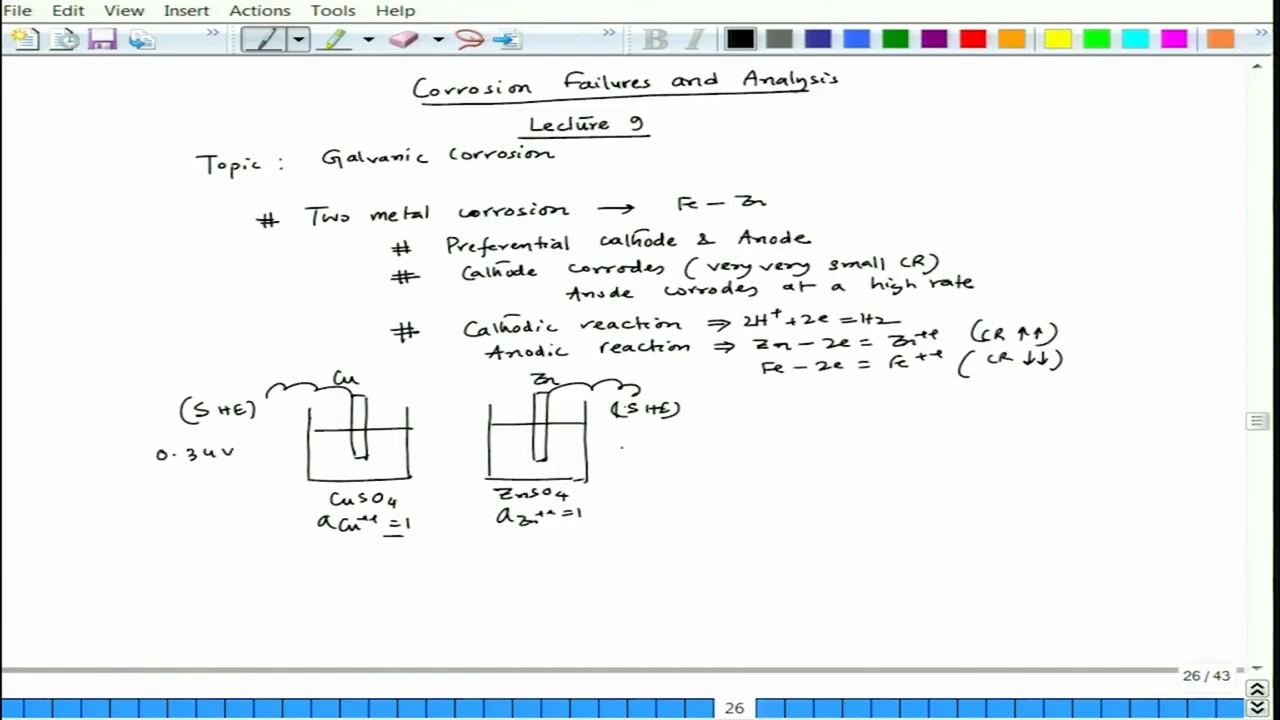 File Edit View Insert Actions Tools Help
B I
Corrosion Failures and Analysis
Lecture 9
Topic : Galvanic Corrosion
# Two metal corrosion → Fe – Zn
# Preferential cathode & Anode
# Cathode corrodes (very very small CR)
Anode corrodes at a high rate
# Cathodic reaction ⇒ 2H⁺ + 2e = H2
Anodic reaction ⇒ Zn – 2e = Zn⁺⁺ (CR ↑↑)
Fe – 2e = Fe⁺⁺ (CR ↓↓)
Cu Zn
(SHE) (SHE)
0.34V
CuSO₄ ZnSO₄
aCu⁺⁺ = 1 aZn⁺⁺ = 1
26 / 43
26